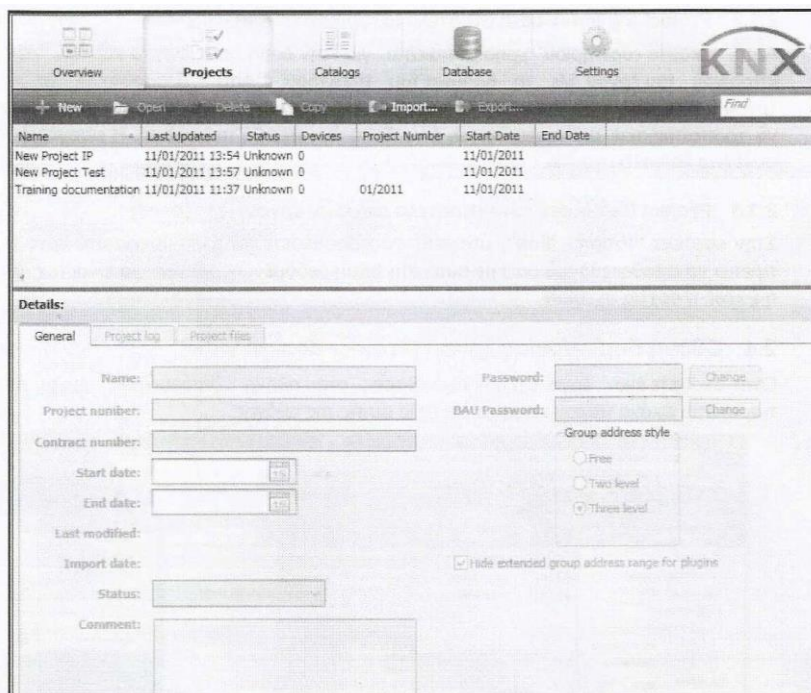 Overview
Projects
Catalogs
Database
Settings
KNX
New
Open
Delete
Copy
Import...
Export...
Find
Name Last Updated Status Devices Project Number Start Date End Date
New Project IP 11/01/2011 13:54 Unknown 0 11/01/2011
New Project Test 11/01/2011 13:57 Unknown 0 11/01/2011
Training documentation 11/01/2011 11:37 Unknown 0 01/2011 11/01/2011
Details:
General
Project log
Project files
Name:
Project number:
Contract number:
Start date: 15
End date: 15
Last modified:
Import date:
Status:
Comment:
Password: Change
BAU Password: Change
Group address style
Free
Two level
Three level
Hide extended group address range for plugins